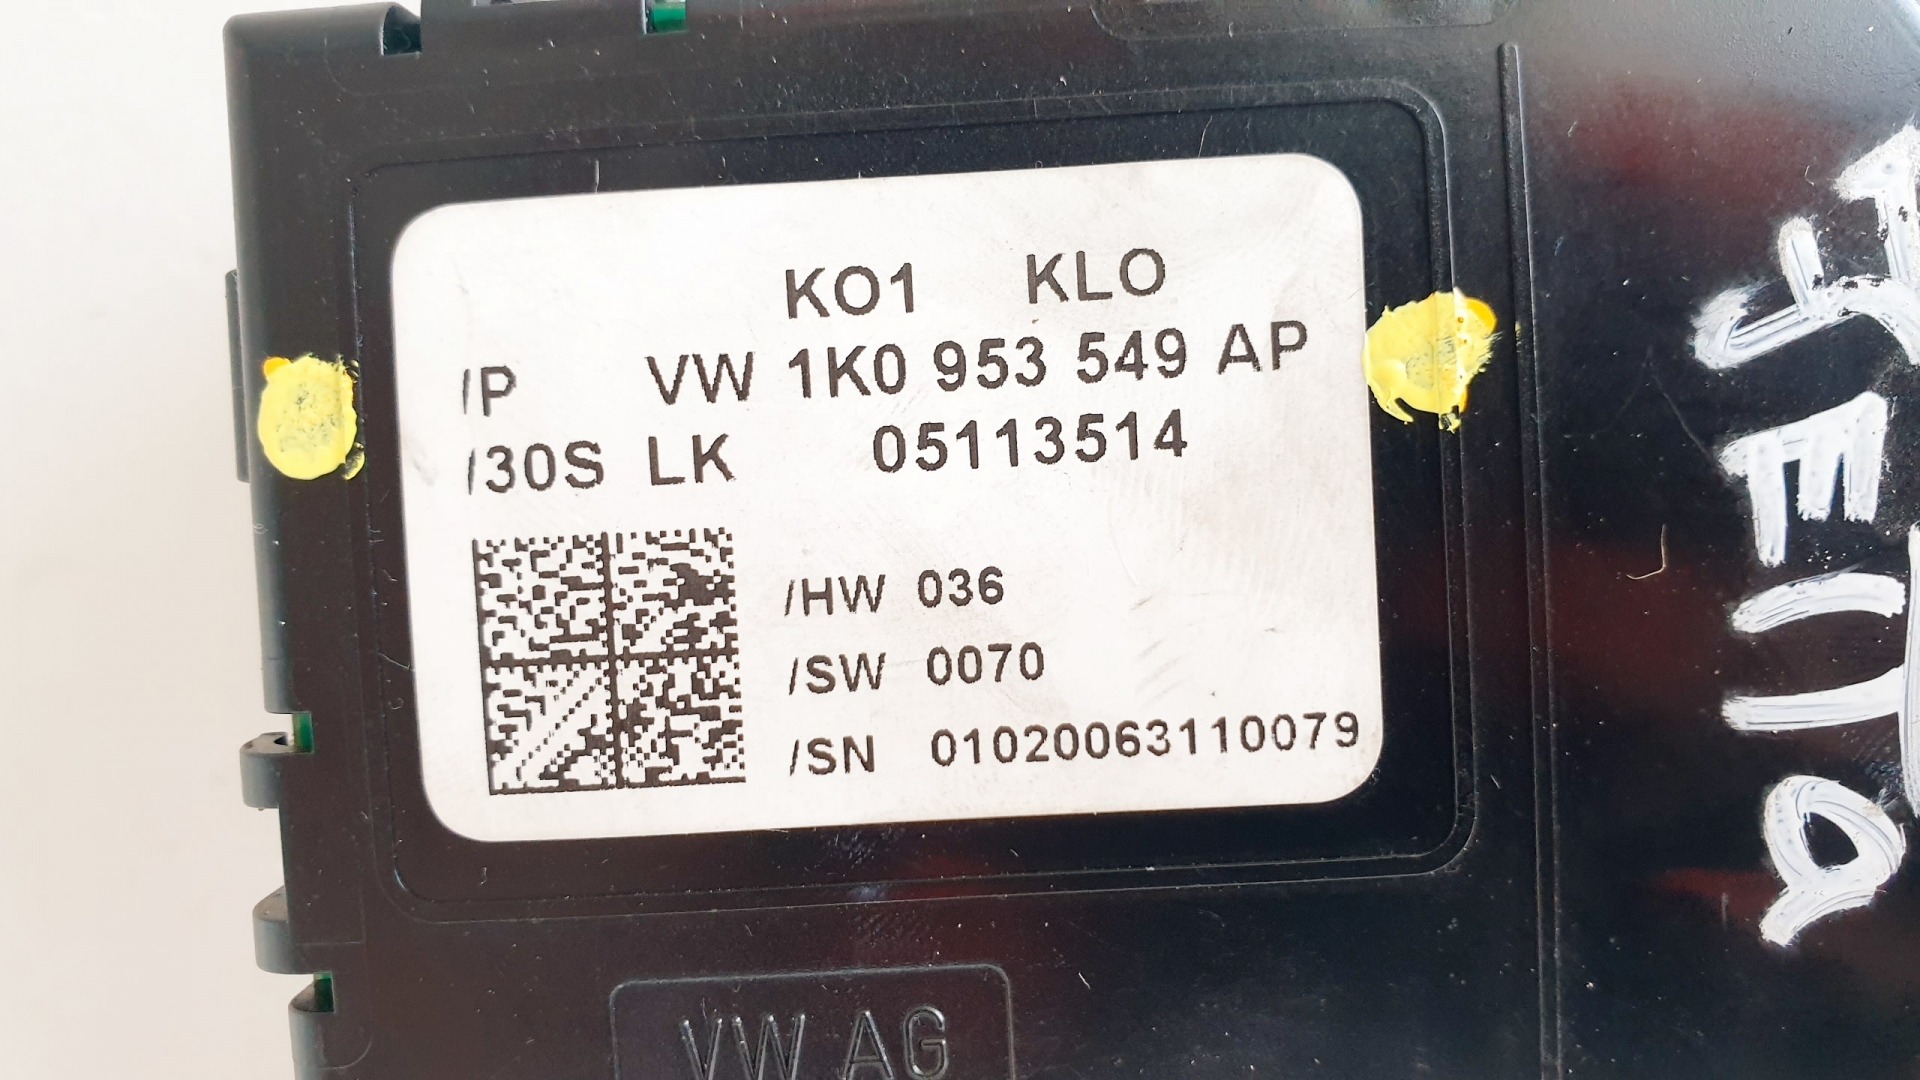 KO1 KLO
/P VW 1K0 953 549 AP
/30S LK 05113514
/HW 036
/SW 0070
/SN 01020063110079
VW AG